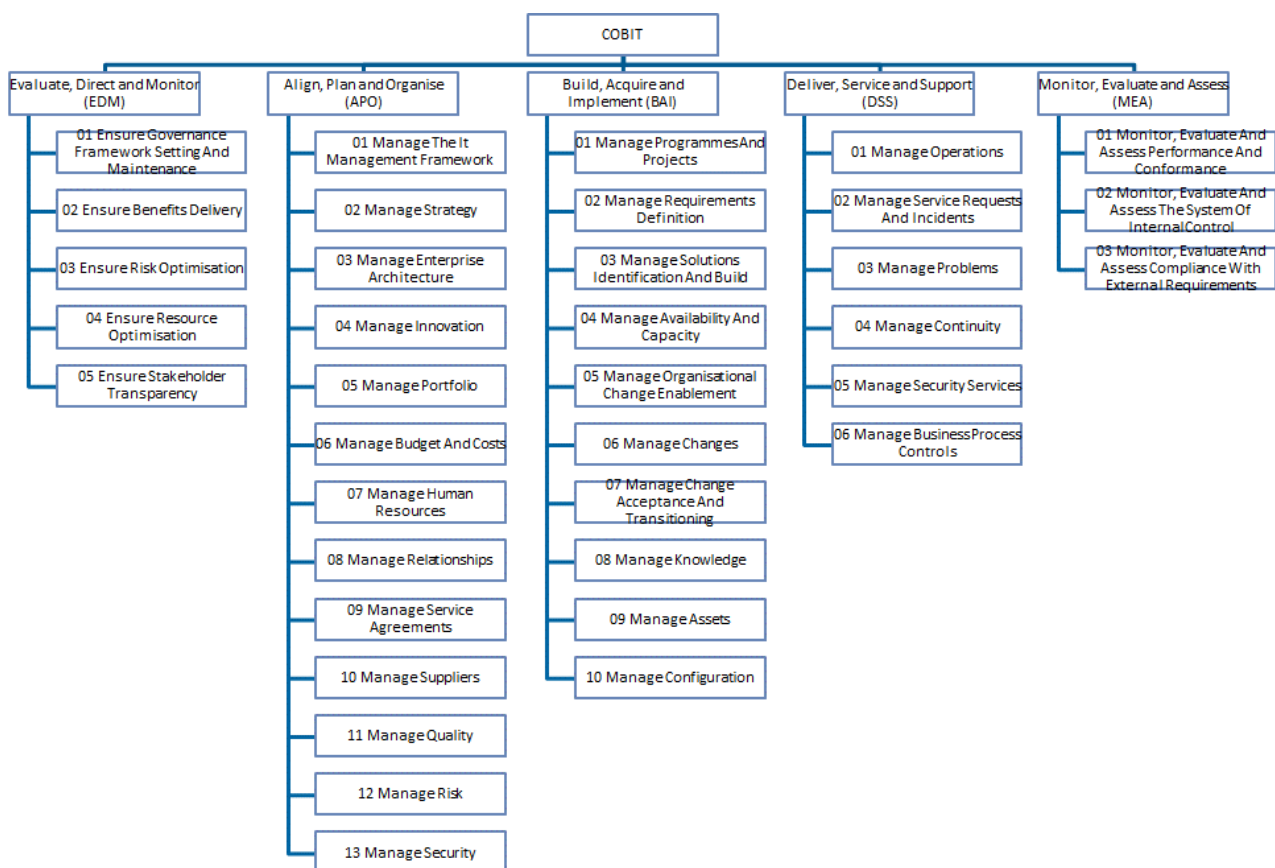 COBIT
Evaluate, Direct and Monitor
(EDM)
01 Ensure Governance
Framework Setting And
Maintenance
02 Ensure Benefits Delivery
03 Ensure Risk Optimisation
04 Ensure Resource
Optimisation
05 Ensure Stakeholder
Transparency
Align, Plan and Organise
(APO)
01 Manage The It
Management Framework
02 Manage Strategy
03 Manage Enterprise
Architecture
04 Manage Innovation
05 Manage Portfolio
06 Manage Budget And Costs
07 Manage Human
Resources
08 Manage Relationships
09 Manage Service
Agreements
10 Manage Suppliers
11 Manage Quality
12 Manage Risk
13 Manage Security
Build, Acquire and
Implement (BAI)
01 Manage Programmes And
Projects
02 Manage Requirements
Definition
03 Manage Solutions
Identification And Build
04 Manage Availability And
Capacity
05 Manage Organisational
Change Enablement
06 Manage Changes
07 Manage Change
Acceptance And
Transitioning
08 Manage Knowledge
09 Manage Assets
10 Manage Configuration
Deliver, Service and Support
(DSS)
01 Manage Operations
02 Manage Service Requests
And Incidents
03 Manage Problems
04 Manage Continuity
05 Manage Security Services
06 Manage Business Process
Controls
Monitor, Evaluate and Assess
(MEA)
01 Monitor, Evaluate And
Assess Performance And
Conformance
02 Monitor, Evaluate And
Assess The System Of
Internal Control
03 Monitor, Evaluate And
Assess Compliance With
External Requirements